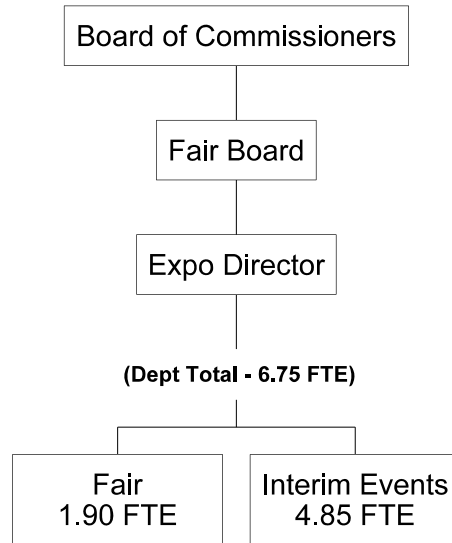 Board of Commissioners
Fair Board
Expo Director
(Dept Total - 6.75 FTE)
Fair
1.90 FTE
Interim Events
4.85 FTE